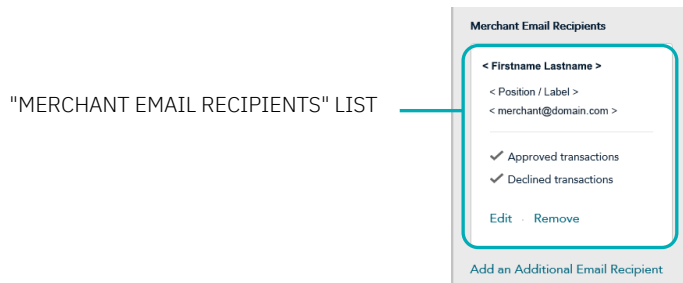 Merchant Email Recipients
"MERCHANT EMAIL RECIPIENTS" LIST
< Firstname Lastname >
< Position / Label >
< merchant@domain.com >
Approved transactions
Declined transactions
Edit - Remove
Add an Additional Email Recipient